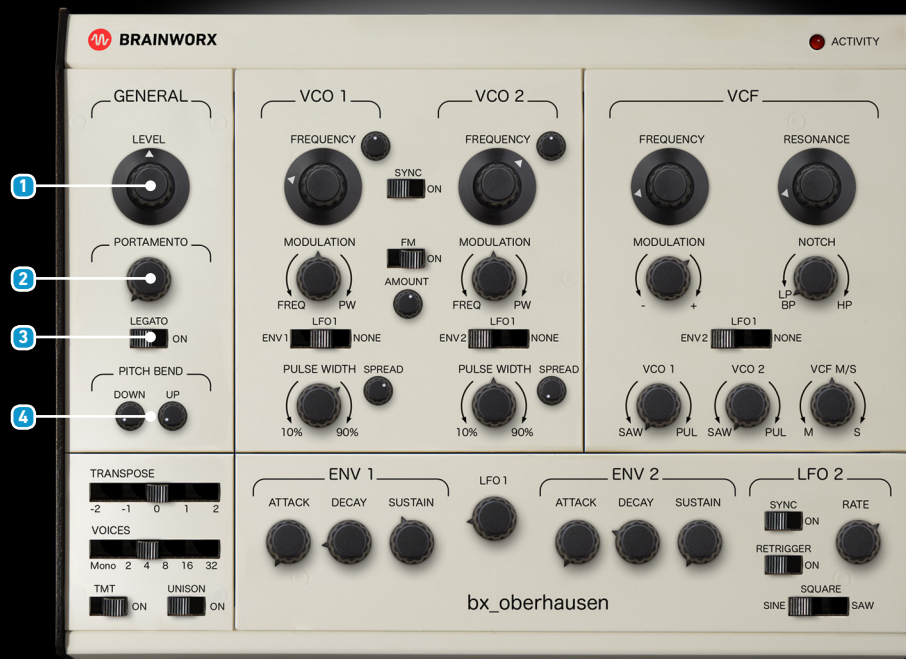 BRAINWORX
ACTIVITY
GENERAL
LEVEL
1
PORTAMENTO
2
LEGATO
3
ON
PITCH BEND
DOWN UP
4
VCO 1
FREQUENCY
MODULATION
FREQ PW
LFO1
ENV1 NONE
PULSE WIDTH SPREAD
10% 90%
SYNC
ON
FM
ON
AMOUNT
VCO 2
FREQUENCY
MODULATION
FREQ PW
LFO1
ENV2 NONE
PULSE WIDTH SPREAD
10% 90%
VCF
FREQUENCY RESONANCE
MODULATION NOTCH
- +
LP
BP HP
LFO1
ENV2 NONE
VCO 1 VCO 2 VCF M/S
SAW PUL SAW PUL M S
TRANSPOSE
-2 -1 0 1 2
VOICES
Mono 2 4 8 16 32
TMT UNISON
ON ON
ENV 1
ATTACK DECAY SUSTAIN
LFO1
ENV 2
ATTACK DECAY SUSTAIN
bx_oberhausen
LFO 2
SYNC RATE
ON
RETRIGGER
ON
SQUARE
SINE SAW